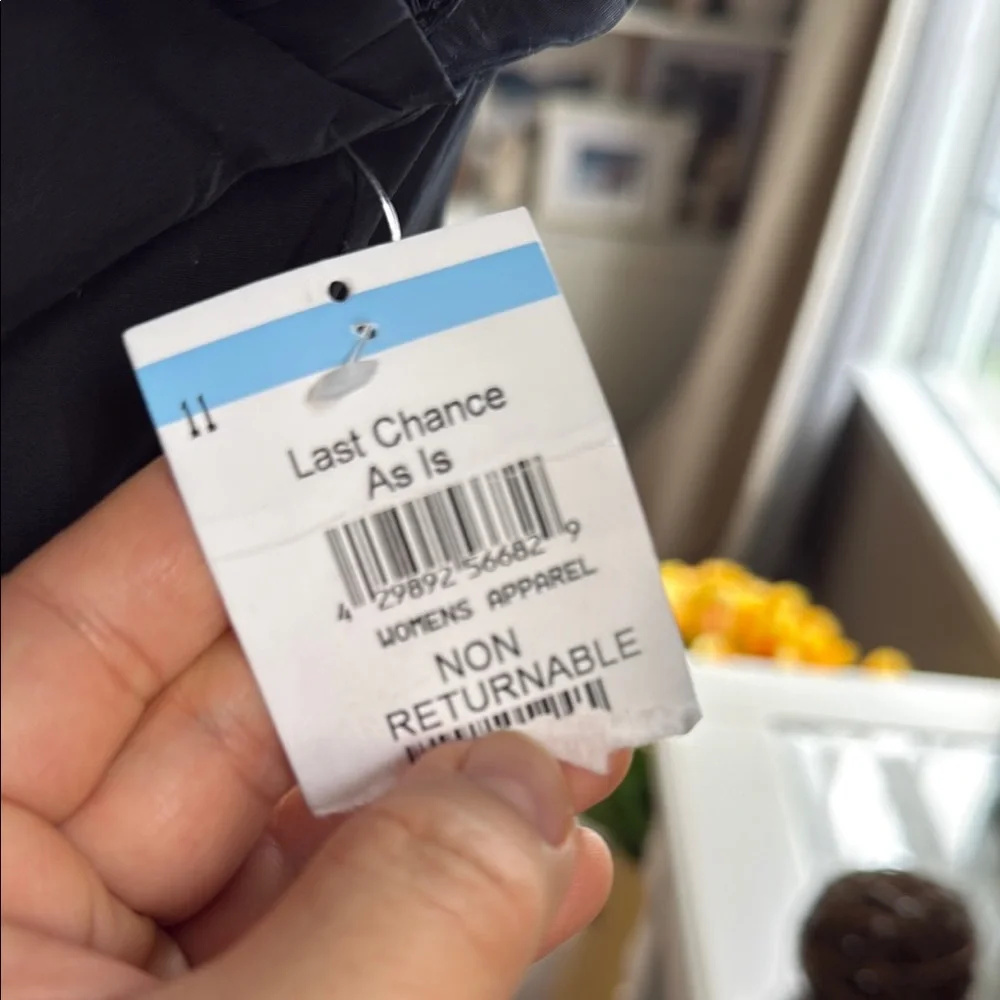 11
Last Chance
As Is
4 29892 56682 9
WOMENS APPAREL
NON
RETURNABLE